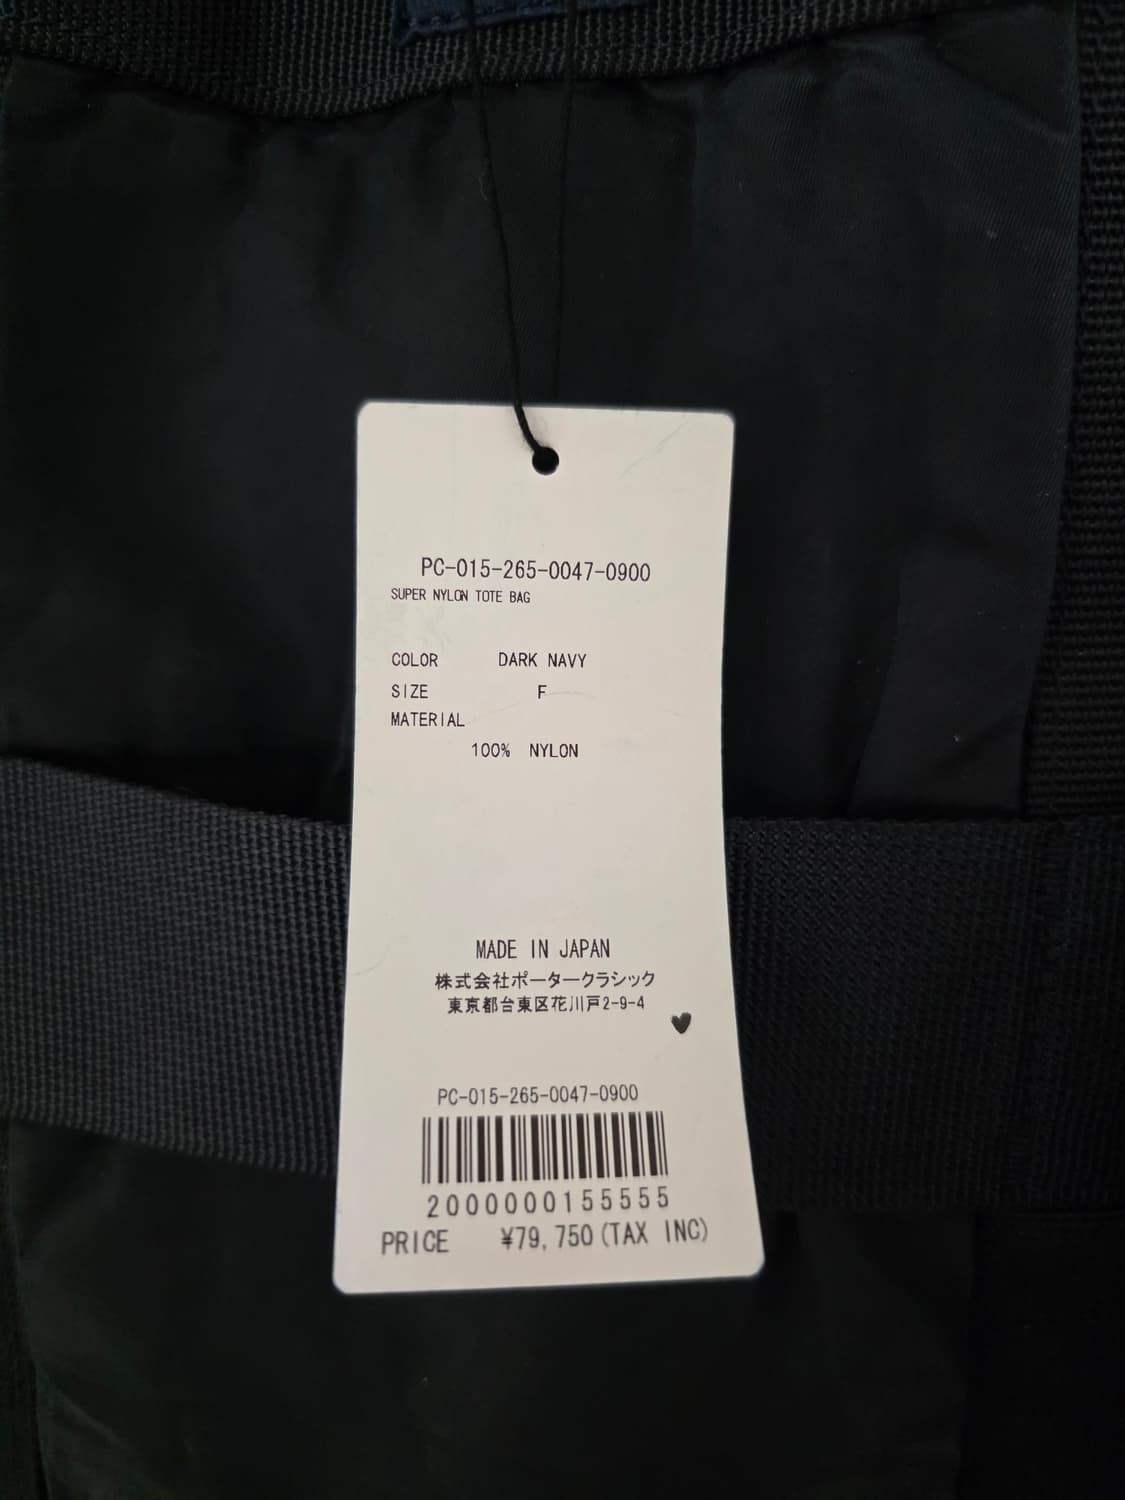 PC-015-265-0047-0900
SUPER NYLON TOTE BAG
COLOR DARK NAVY
SIZE F
MATERIAL
100% NYLON
MADE IN JAPAN
株式会社ポータークラシック
東京都台東区花川戸2-9-4
PC-015-265-0047-0900
2000000155555
PRICE ¥79,750(TAX INC)